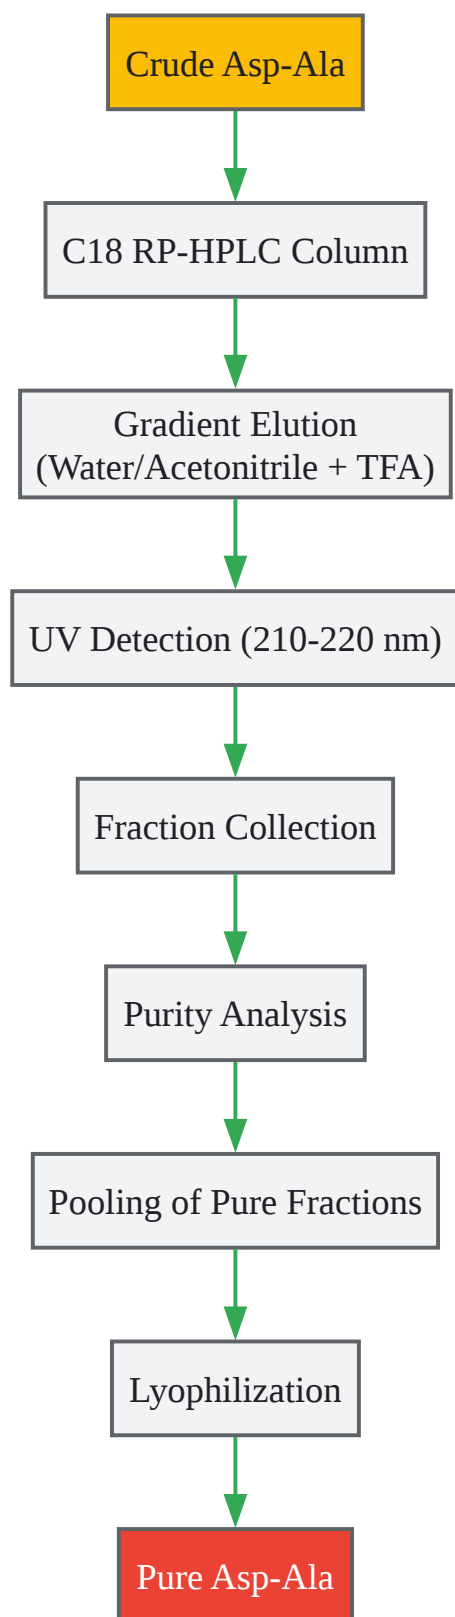 Crude Asp-Ala
C18 RP-HPLC Column
Gradient Elution
(Water/Acetonitrile + TFA)
UV Detection (210-220 nm)
Fraction Collection
Purity Analysis
Pooling of Pure Fractions
Lyophilization
Pure Asp-Ala